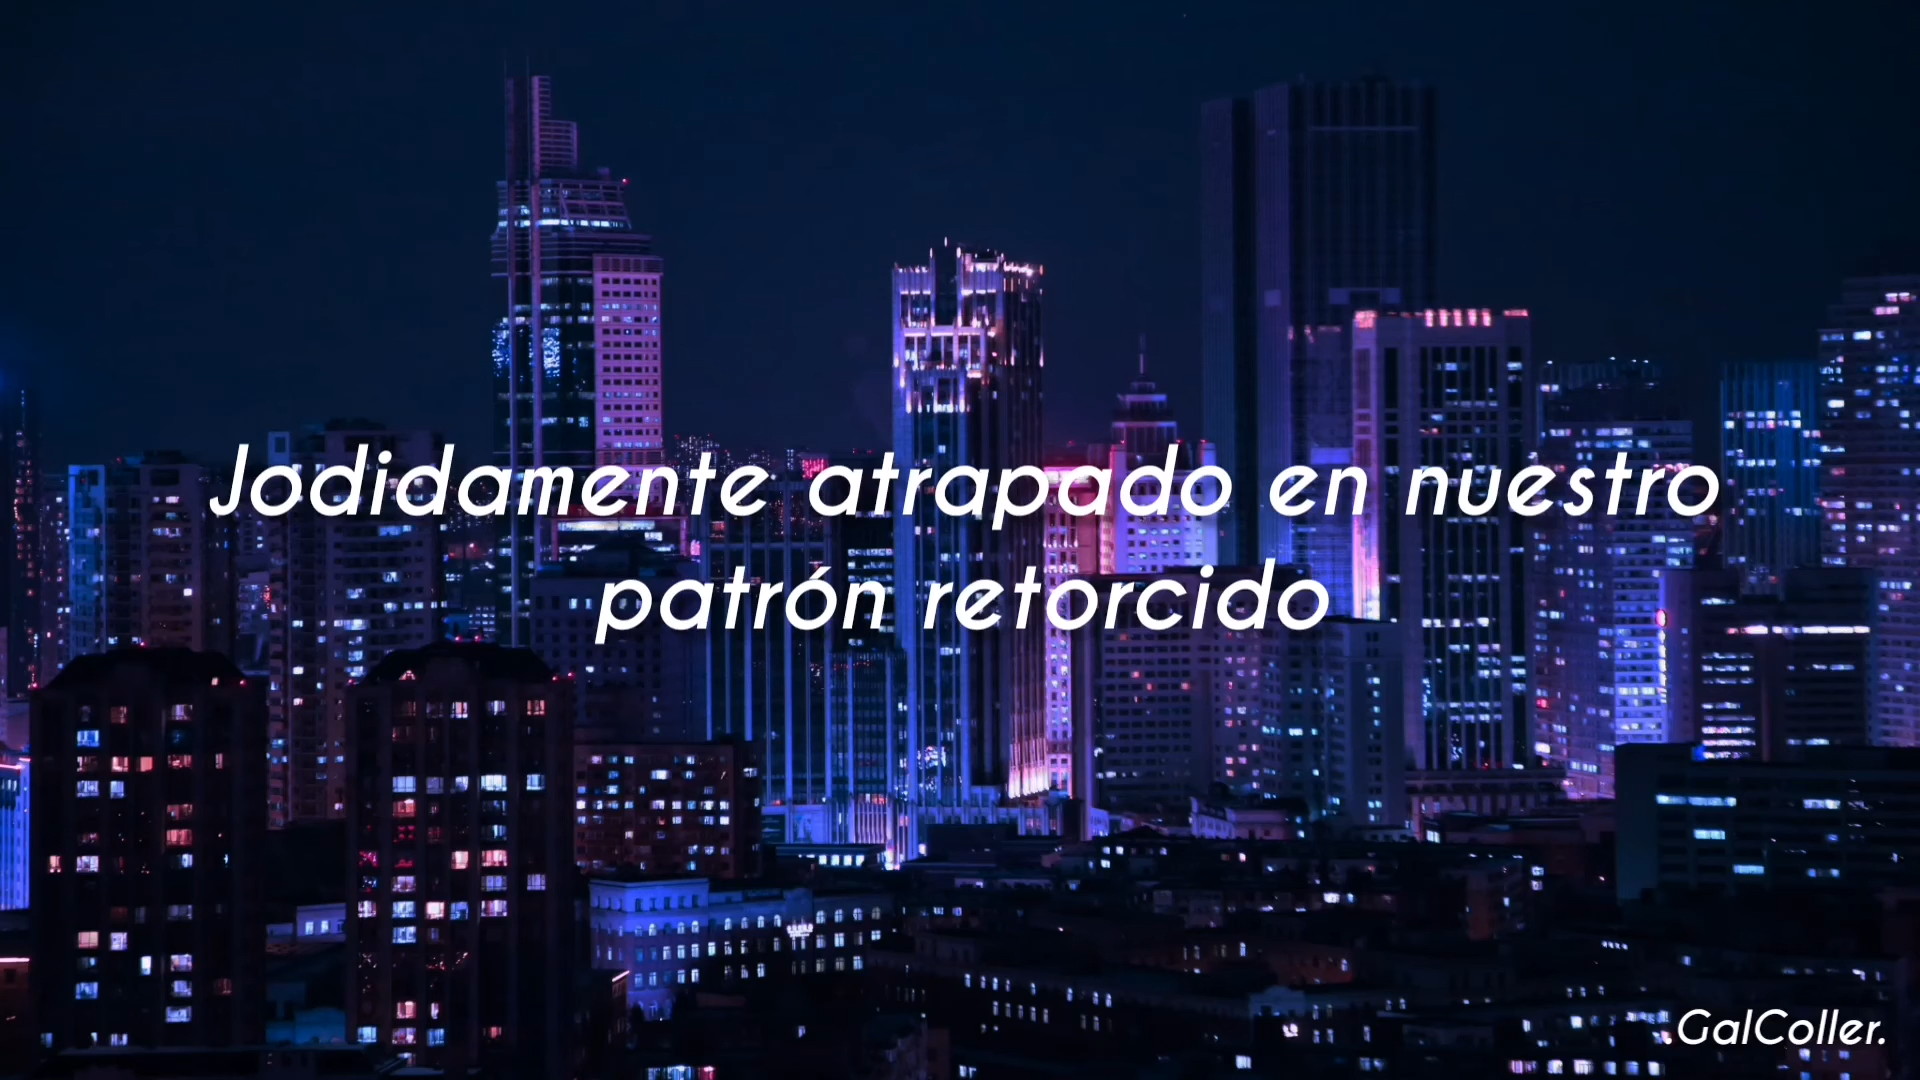 Jodidamente atrapado en nuestro
patrón retorcido
.GalColler.